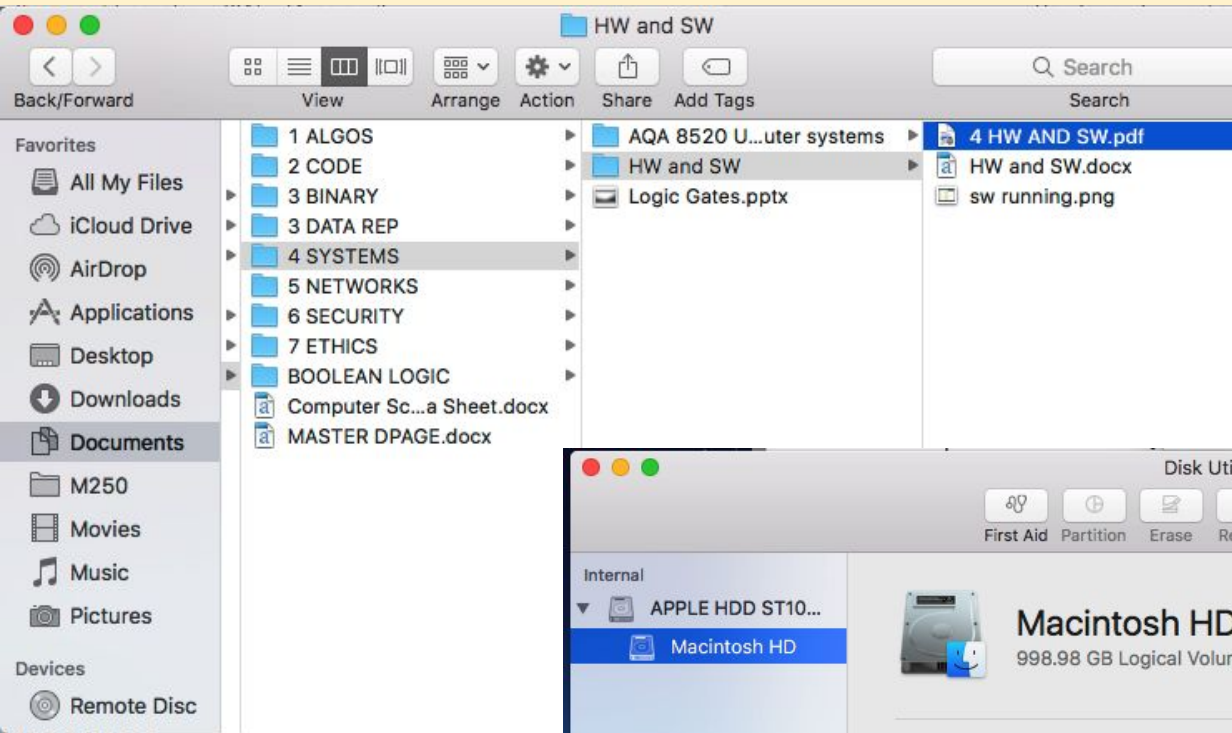 HW and SW
Back/Forward
View
Arrange
Action
Share
Add Tags
Search
Search
Favorites
All My Files
iCloud Drive
AirDrop
Applications
Desktop
Downloads
Documents
M250
Movies
Music
Pictures
Devices
Remote Disc
1 ALGOS
2 CODE
3 BINARY
3 DATA REP
4 SYSTEMS
5 NETWORKS
6 SECURITY
7 ETHICS
BOOLEAN LOGIC
Computer Sc...a Sheet.docx
MASTER DPAGE.docx
AQA 8520 U...uter systems
HW and SW
Logic Gates.pptx
4 HW AND SW.pdf
HW and SW.docx
sw running.png
Disk Uti
First Aid
Partition
Erase
Re
Internal
APPLE HDD ST10...
Macintosh HD
Macintosh HD
998.98 GB Logical Volur